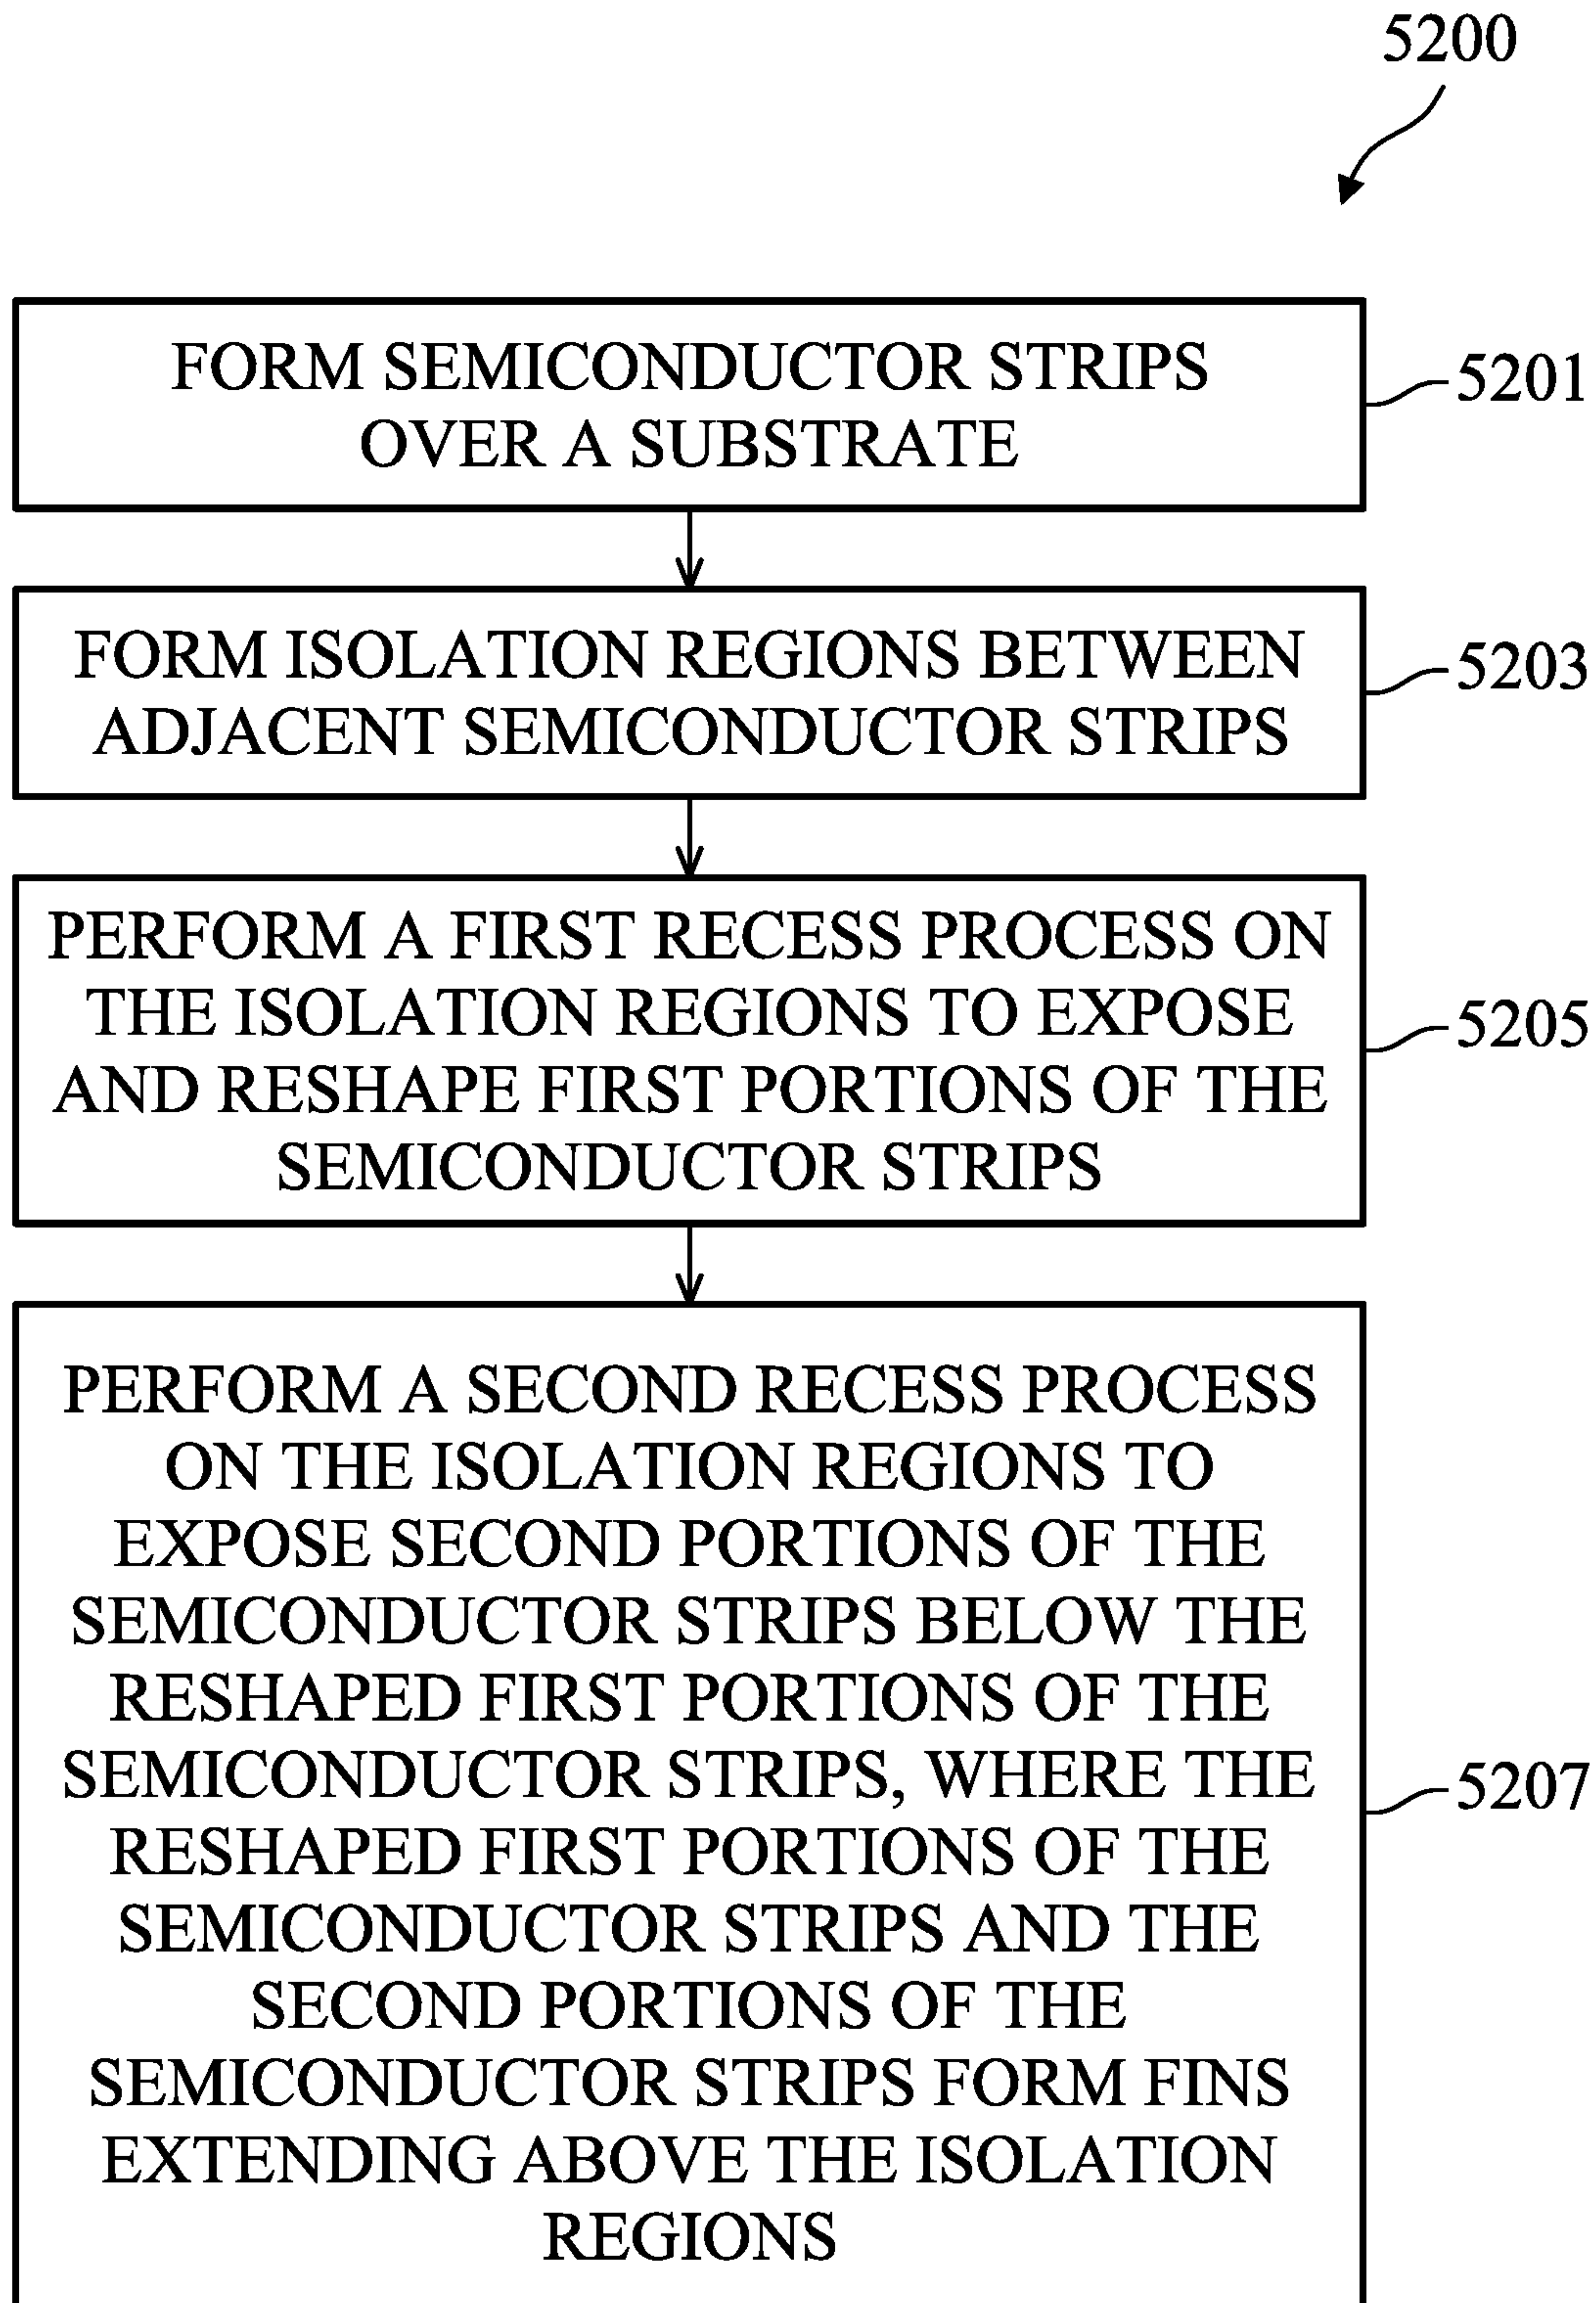 5200
FORM SEMICONDUCTOR STRIPS
OVER A SUBSTRATE
5201
FORM ISOLATION REGIONS BETWEEN
ADJACENT SEMICONDUCTOR STRIPS
5203
PERFORM A FIRST RECESS PROCESS ON
THE ISOLATION REGIONS TO EXPOSE
AND RESHAPE FIRST PORTIONS OF THE
SEMICONDUCTOR STRIPS
5205
PERFORM A SECOND RECESS PROCESS
ON THE ISOLATION REGIONS TO
EXPOSE SECOND PORTIONS OF THE
SEMICONDUCTOR STRIPS BELOW THE
RESHAPED FIRST PORTIONS OF THE
SEMICONDUCTOR STRIPS, WHERE THE
RESHAPED FIRST PORTIONS OF THE
SEMICONDUCTOR STRIPS AND THE
SECOND PORTIONS OF THE
SEMICONDUCTOR STRIPS FORM FINS
EXTENDING ABOVE THE ISOLATION
REGIONS
5207